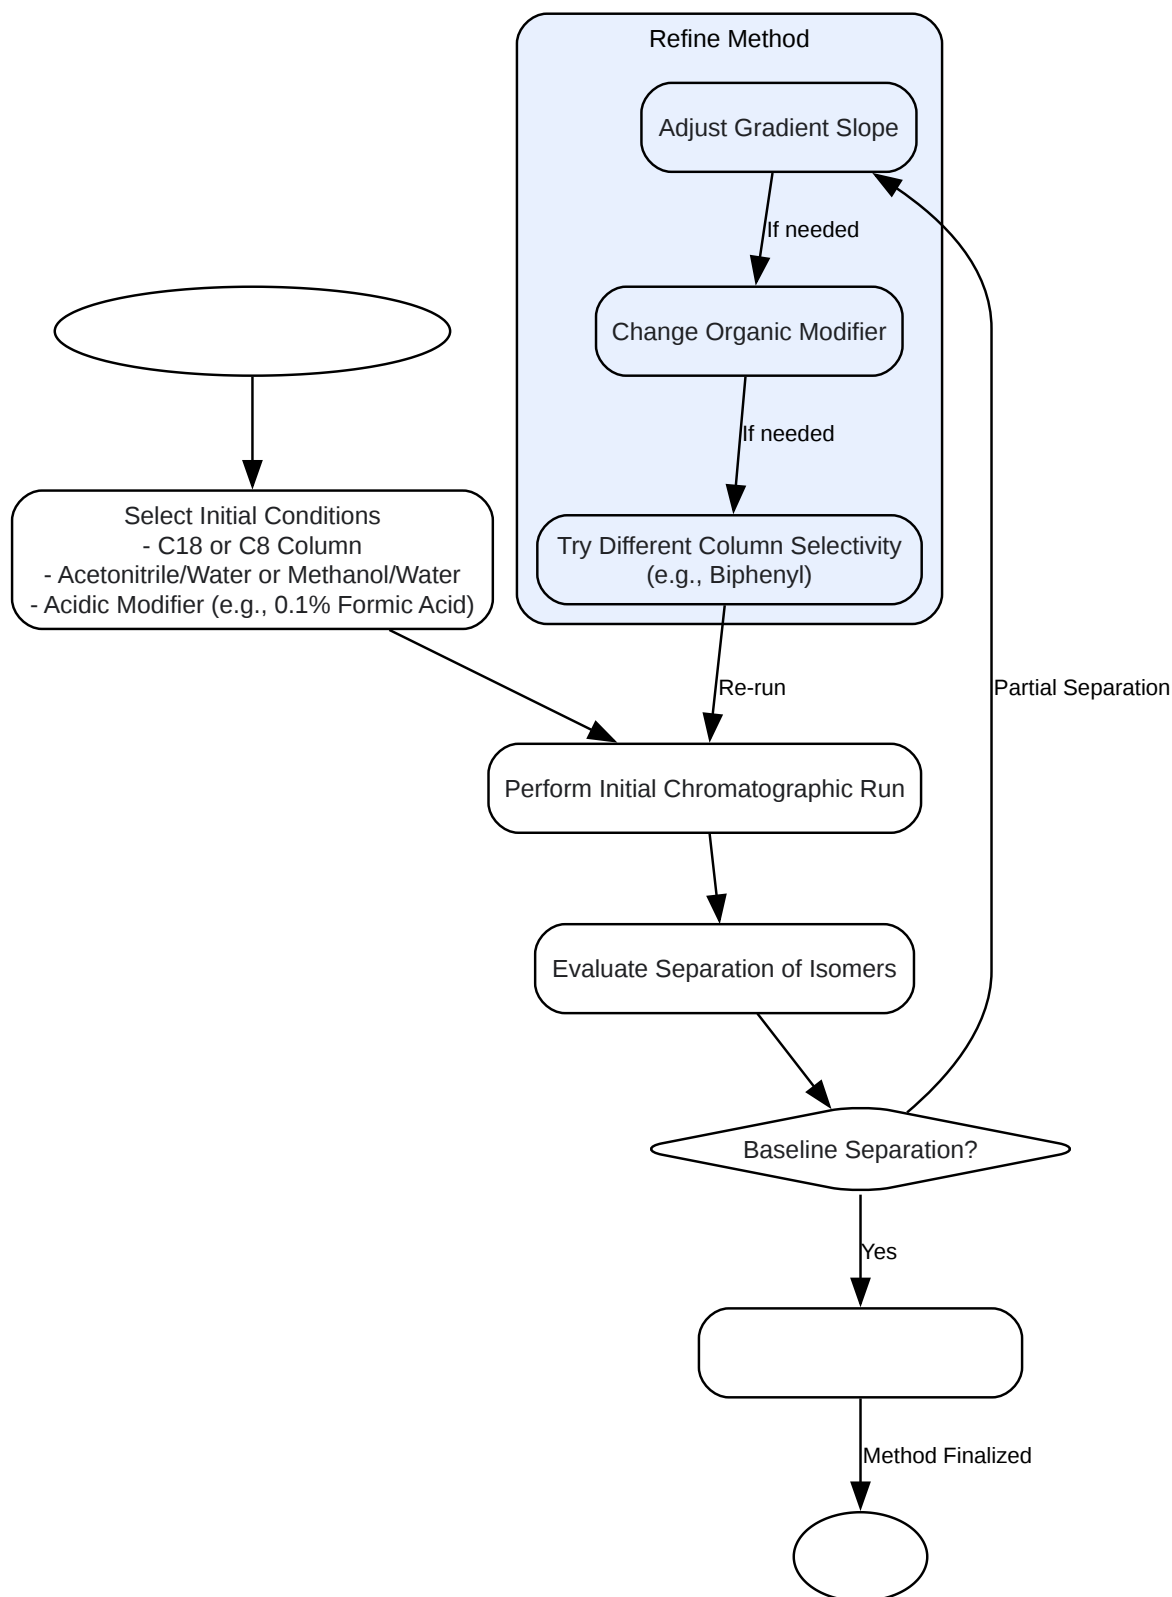 Refine Method
Adjust Gradient Slope
If needed
Change Organic Modifier
If needed
Try Different Column Selectivity
(e.g., Biphenyl)
Select Initial Conditions
- C18 or C8 Column
- Acetonitrile/Water or Methanol/Water
- Acidic Modifier (e.g., 0.1% Formic Acid)
Re-run
Partial Separation
Perform Initial Chromatographic Run
Evaluate Separation of Isomers
Baseline Separation?
Yes
Method Finalized